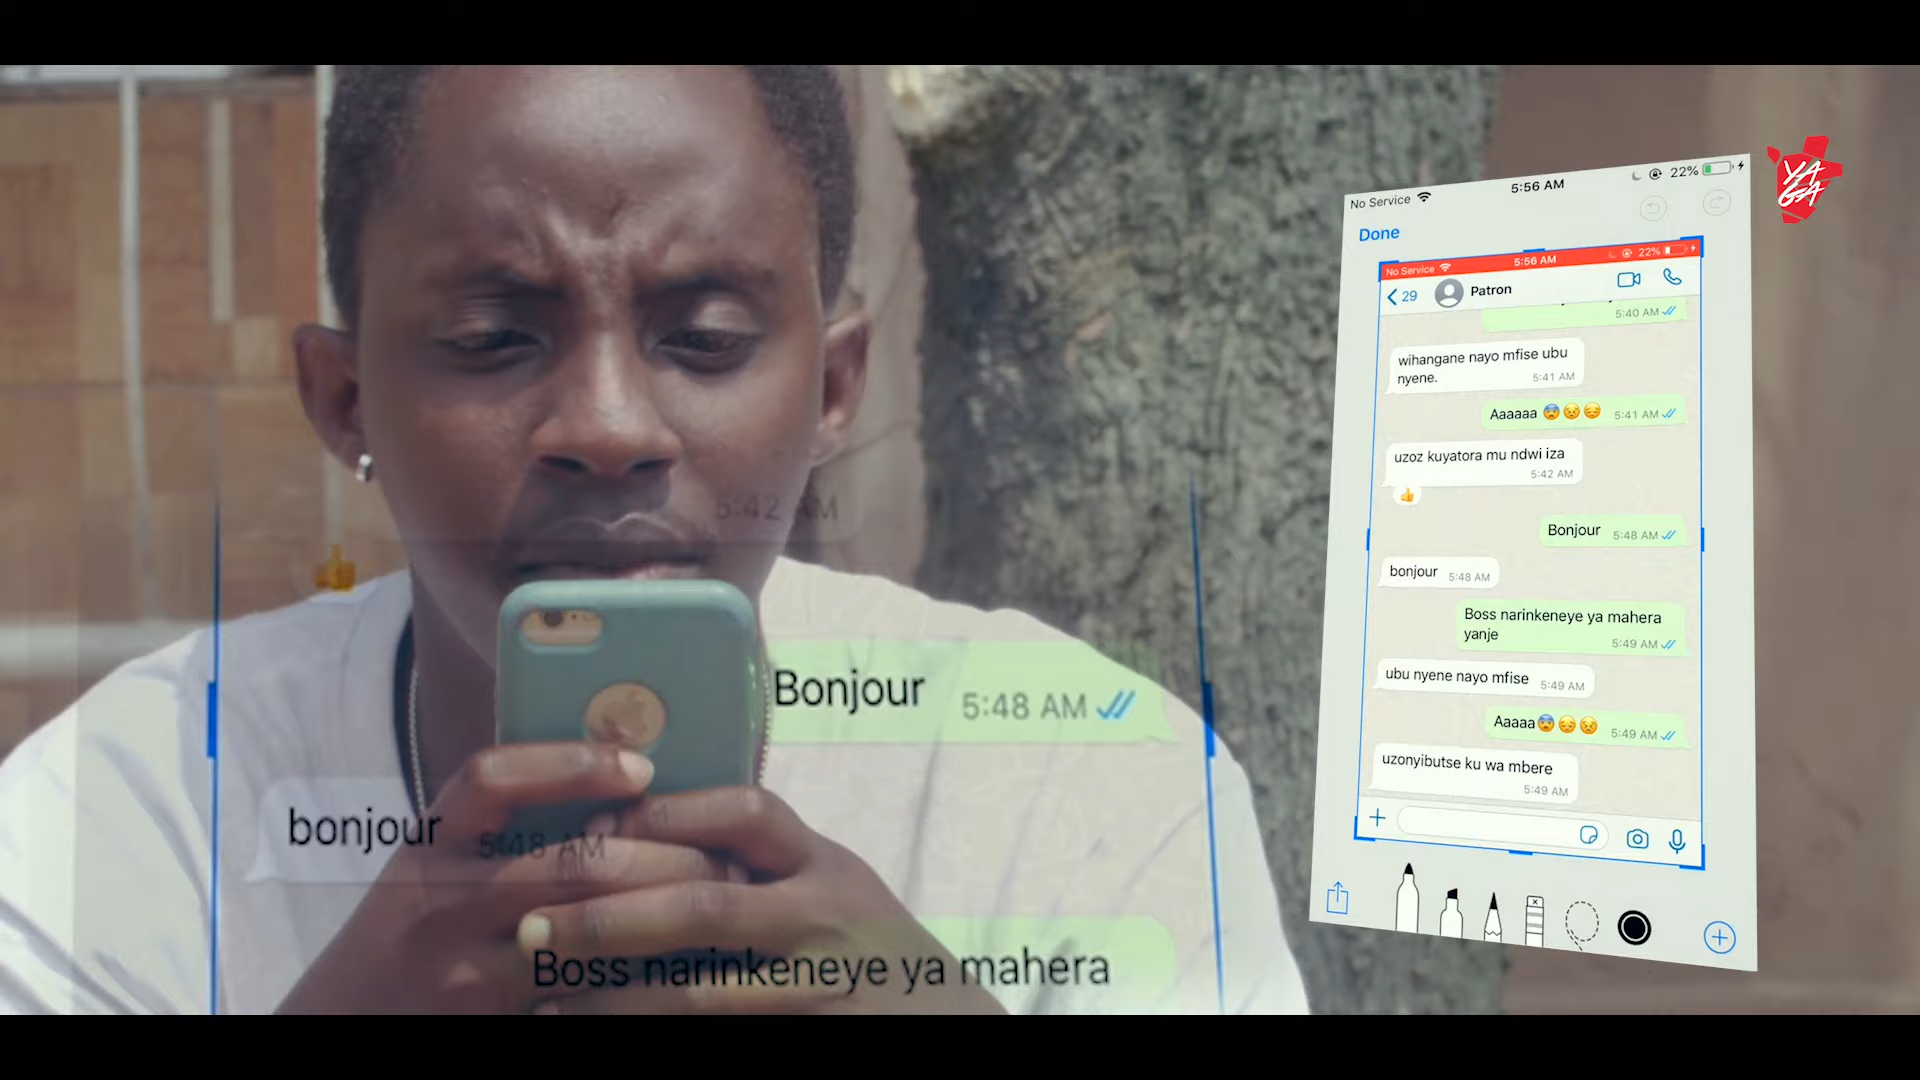 YA
GA
No Service 5:56 AM 22%
Done
No Service 5:56 AM 22%
29 Patron
5:40 AM
wihangane nayo mfise ubu
nyene. 5:41 AM
Aaaaaa 😨😣😔 5:41 AM
uzoz kuyatora mu ndwi iza
5:42 AM
👍
Bonjour 5:48 AM
bonjour 5:48 AM
Boss narinkeneye ya mahera
yanje 5:49 AM
ubu nyene nayo mfise 5:49 AM
Aaaaa😨😔😣 5:49 AM
uzonyibutse ku wa mbere
5:49 AM
5:42 AM
👍
Bonjour 5:48 AM
bonjour 5:48 AM
Boss narinkeneye ya mahera